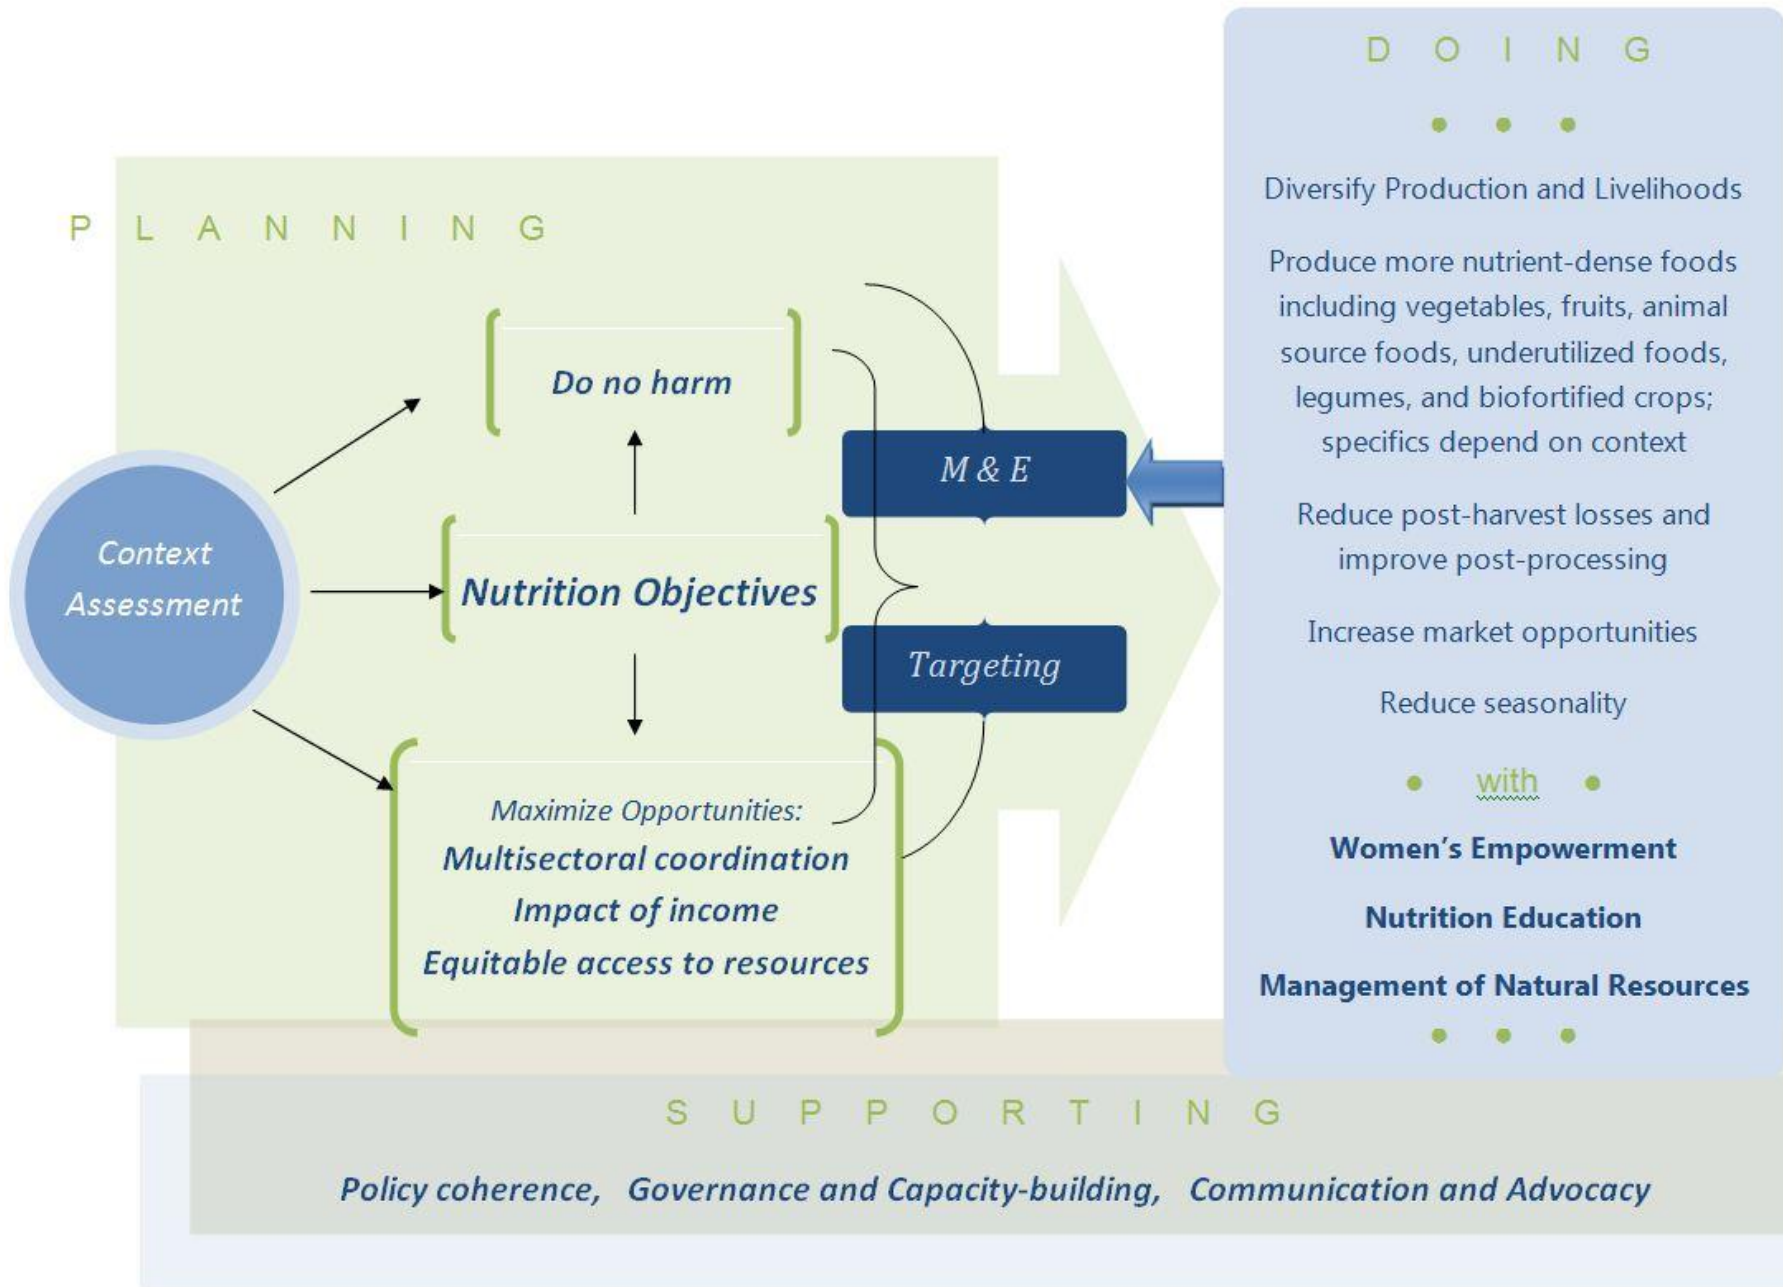 P L A N N I N G
Context
Assessment
Do no harm
Nutrition Objectives
Maximize Opportunities:
Multisectoral coordination
Impact of income
Equitable access to resources
M & E
Targeting
D O I N G
Diversify Production and Livelihoods
Produce more nutrient-dense foods
including vegetables, fruits, animal
source foods, underutilized foods,
legumes, and biofortified crops;
specifics depend on context
Reduce post-harvest losses and
improve post-processing
Increase market opportunities
Reduce seasonality
• with •
Women’s Empowerment
Nutrition Education
Management of Natural Resources
S U P P O R T I N G
Policy coherence, Governance and Capacity-building, Communication and Advocacy